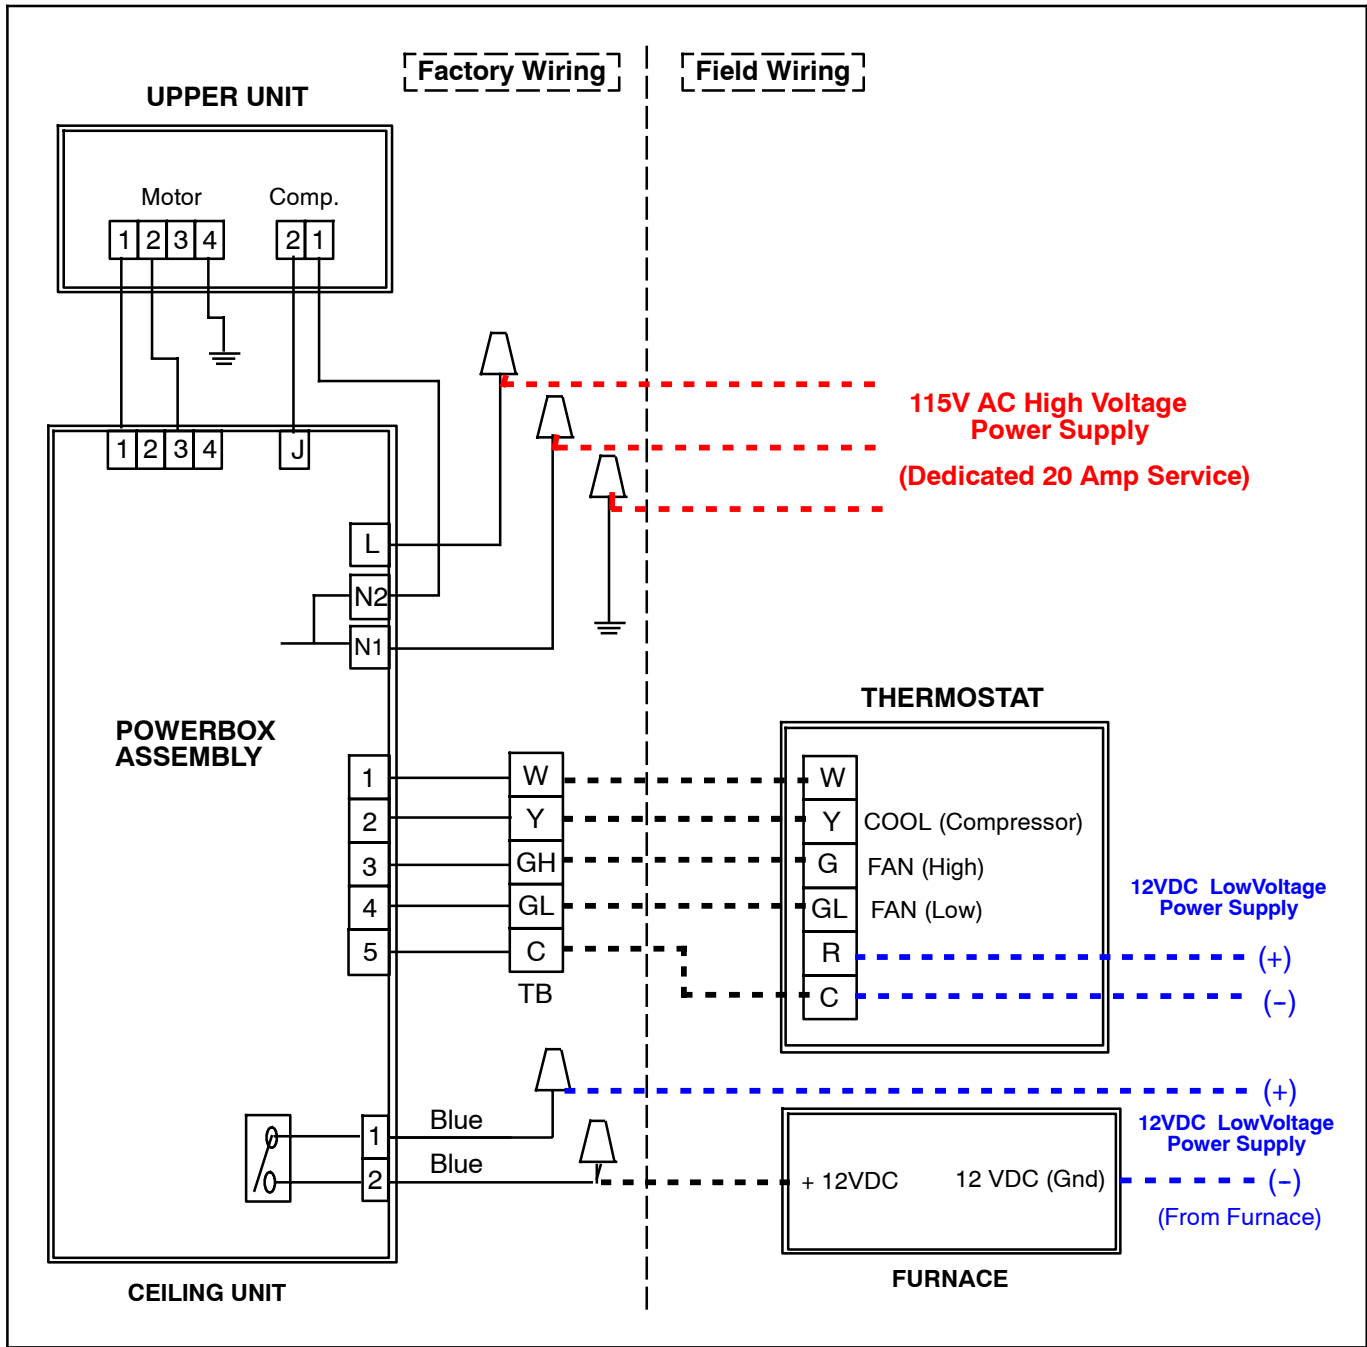 Factory Wiring
Field Wiring
UPPER UNIT
Motor
Comp.
1 2 3 4
2 1
115V AC High Voltage
Power Supply
(Dedicated 20 Amp Service)
1 2 3 4
J
L
N2
N1
POWERBOX
ASSEMBLY
THERMOSTAT
1
2
3
4
5
W
Y
GH
GL
C
TB
W
Y
COOL (Compressor)
G
FAN (High)
GL
FAN (Low)
R
C
12VDC LowVoltage
Power Supply
(+)
(-)
1
2
Blue
Blue
(+)
12VDC LowVoltage
Power Supply
(-)
(From Furnace)
+ 12VDC
12 VDC (Gnd)
FURNACE
CEILING UNIT